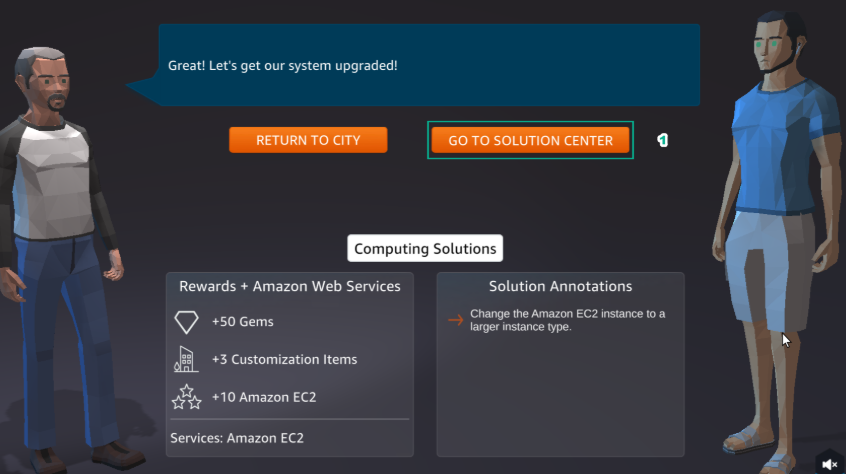 Great! Let's get our system upgraded!
RETURN TO CITY
GO TO SOLUTION CENTER
1
Computing Solutions
Rewards + Amazon Web Services
+50 Gems
+3 Customization Items
+10 Amazon EC2
Services: Amazon EC2
Solution Annotations
Change the Amazon EC2 instance to a
larger instance type.